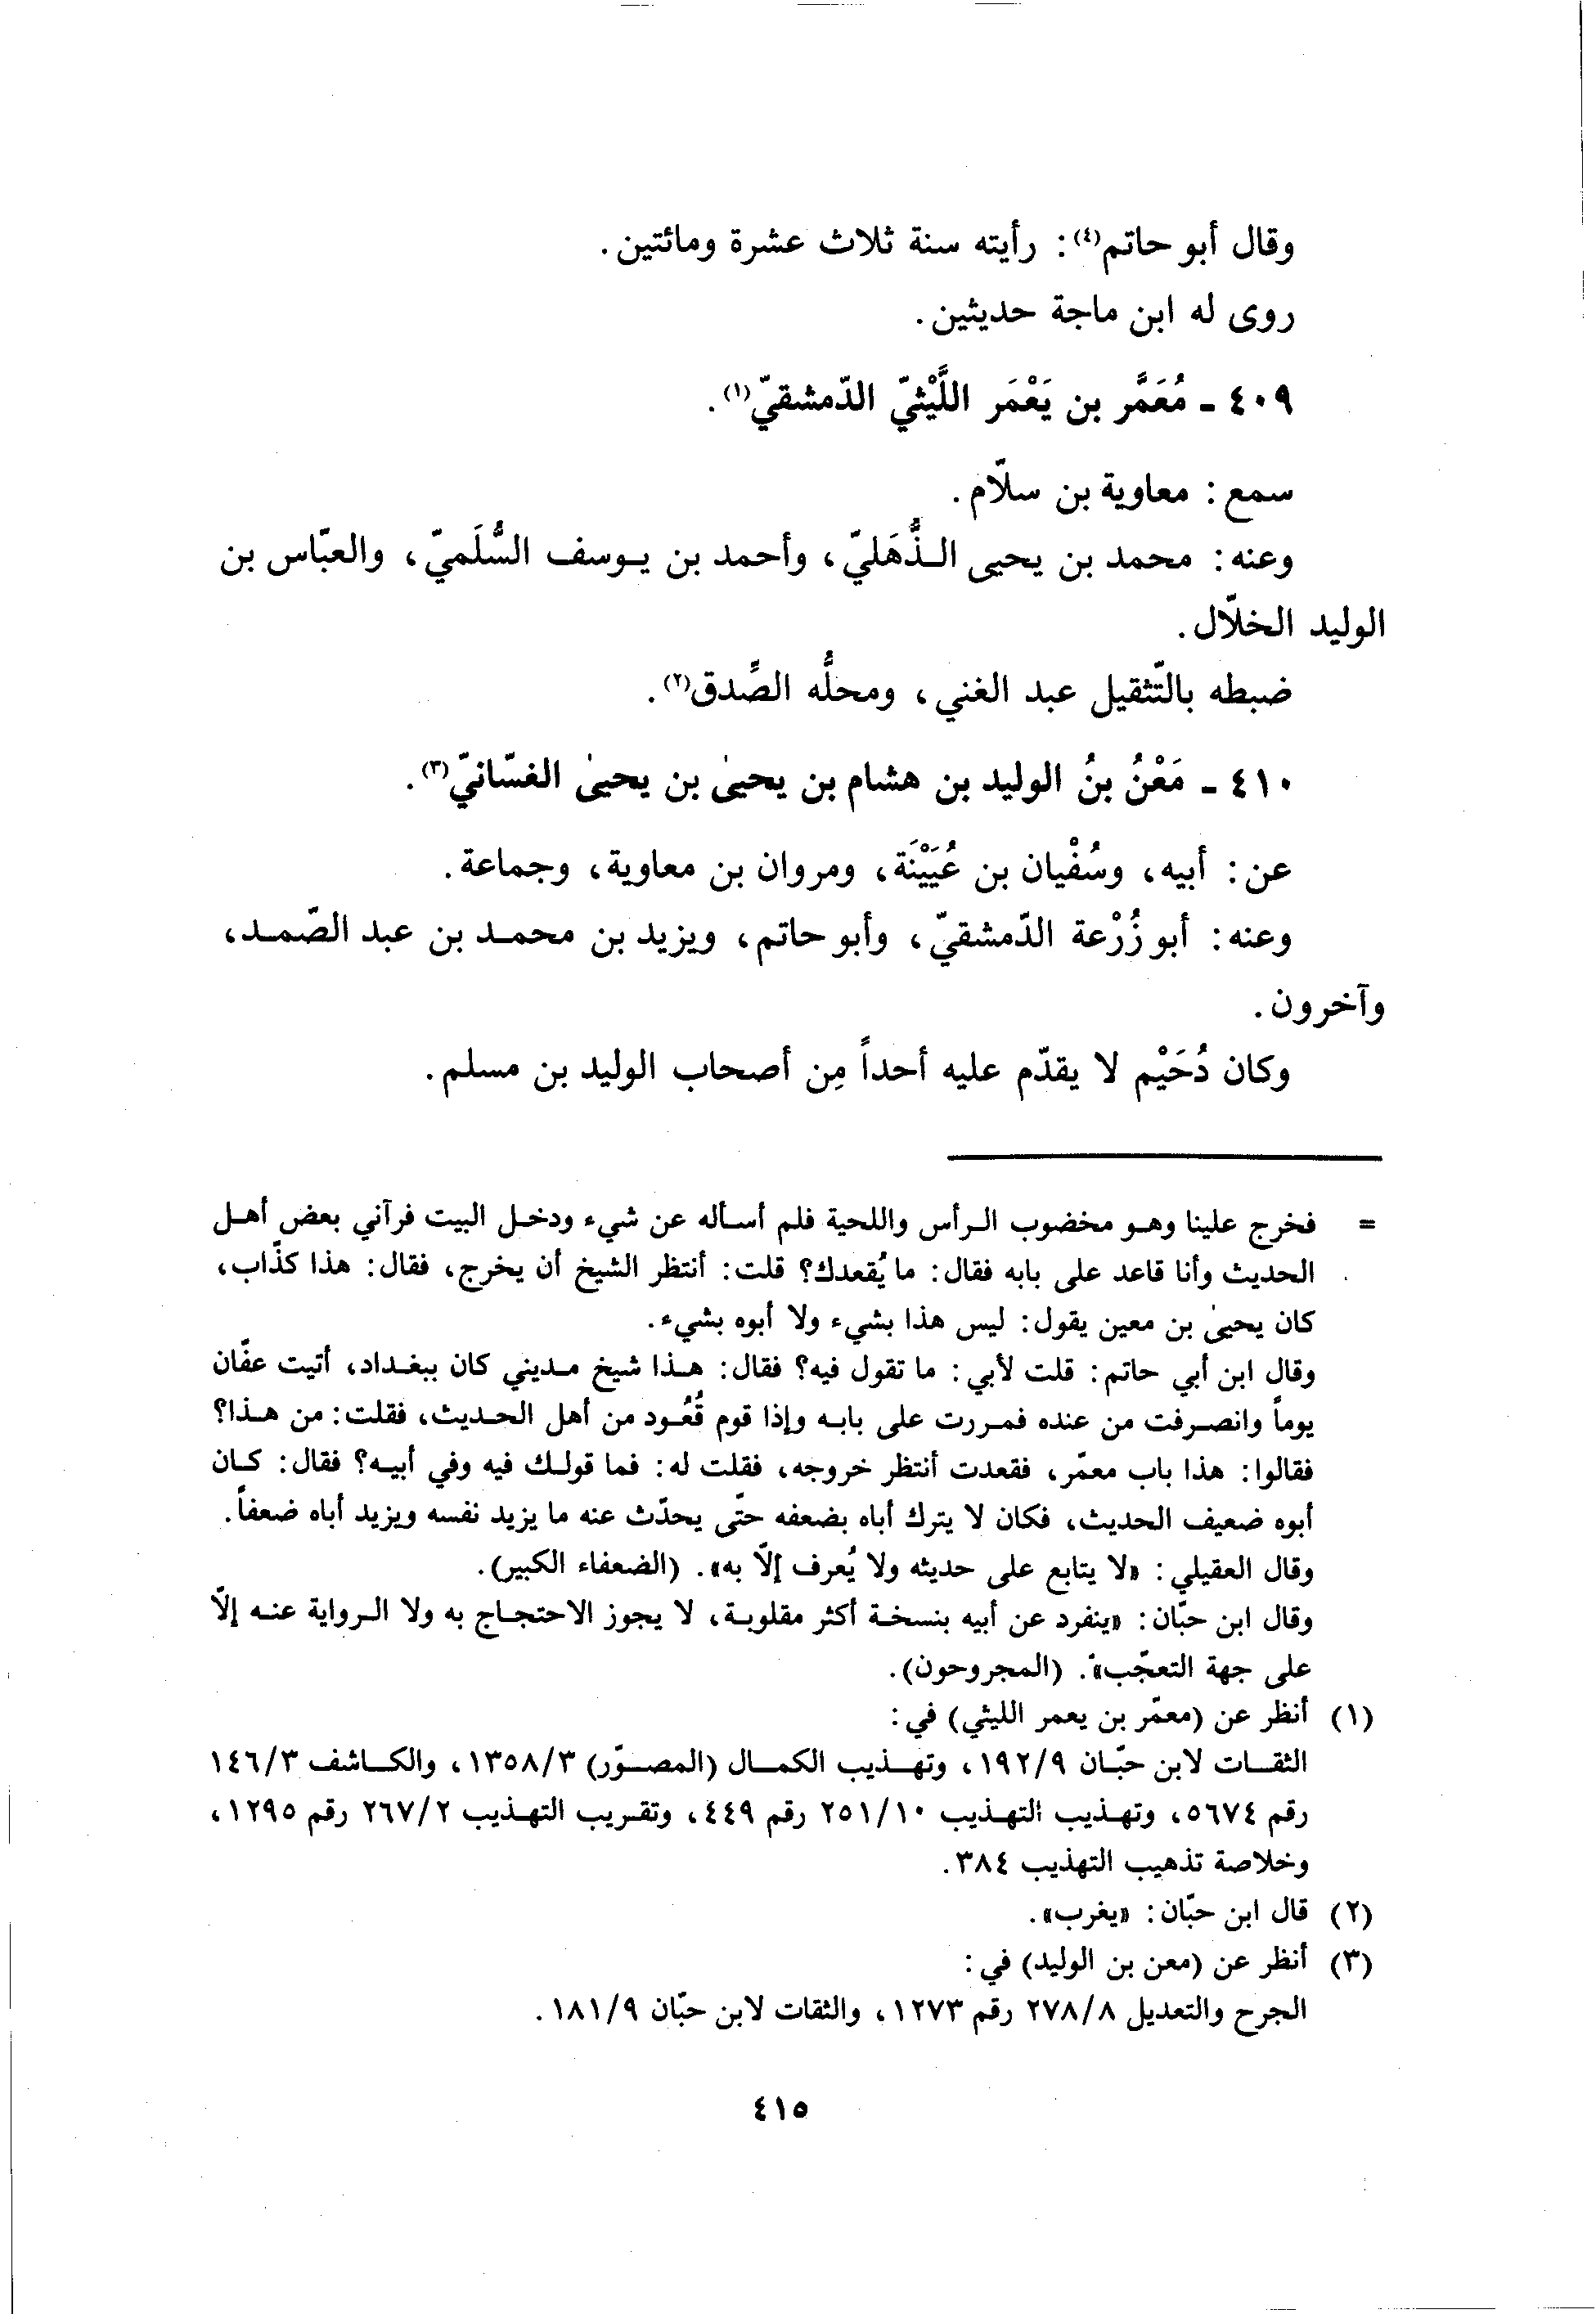 وقال أبو حاتم(٤): رأيته سنة ثلاث عشرة ومائتين.
روى له ابن ماجة حديثين.
٤٠٩ - مُعَمَّر بن يَعْمَر اللَّيْثيّ الدّمشقيّ(١).
سمع: معاوية بن سلّام.
وعنه: محمد بن يحيى الذُّهَليّ، وأحمد بن يوسف السُّلَميّ، والعبّاس بن
الوليد الخلّال.
ضبطه بالتّثقيل عبد الغني، ومحلُّه الصِّدق(٢).
٤١٠ - مَعْنُ بنُ الوليد بن هشام بن يحيىٰ بن يحيىٰ الغسّانيّ(٣).
عن: أبيه، وسُفْيان بن عُيَيْنَة، ومروان بن معاوية، وجماعة.
وعنه: أبو زُرْعة الدّمشقيّ، وأبو حاتم، ويزيد بن محمد بن عبد الصّمد،
وآخرون.
وكان دُحَيْم لا يقدّم عليه أحداً مِن أصحاب الوليد بن مسلم.
= فخرج علينا وهو مخضوب الرأس واللحية فلم أسأله عن شيء ودخل البيت فرآني بعض أهل
الحديث وأنا قاعد على بابه فقال: ما يُقعدك؟ قلت: أنتظر الشيخ أن يخرج، فقال: هذا كذّاب،
كان يحيىٰ بن معين يقول: ليس هذا بشيء ولا أبوه بشيء.
وقال ابن أبي حاتم: قلت لأبي: ما تقول فيه؟ فقال: هذا شيخ مديني كان ببغداد، أتيت عفّان
يوماً وانصرفت من عنده فمررت على بابه وإذا قوم قُعُود من أهل الحديث، فقلت: من هذا؟
فقالوا: هذا باب معمّر، فقعدت أنتظر خروجه، فقلت له: فما قولك فيه وفي أبيه؟ فقال: كان
أبوه ضعيف الحديث، فكان لا يترك أباه بضعفه حتّى يحدّث عنه ما يزيد نفسه ويزيد أباه ضعفاً.
وقال العقيلي: «لا يتابع على حديثه ولا يُعرف إلّا به». (الضعفاء الكبير).
وقال ابن حبّان: «ينفرد عن أبيه بنسخة أكثر مقلوبة، لا يجوز الاحتجاج به ولا الرواية عنه إلّا
على جهة التعجّب». (المجروحون).
(١) أنظر عن (معمّر بن يعمر الليثي) في:
الثقات لابن حبّان ١٩٢/٩، وتهذيب الكمال (المصوّر) ١٣٥٨/٣، والكاشف ١٤٦/٣
رقم ٥٦٧٤، وتهذيب التهذيب ٢٥١/١٠ رقم ٤٤٩، وتقريب التهذيب ٢٦٧/٢ رقم ١٢٩٥،
وخلاصة تذهيب التهذيب ٣٨٤.
(٢) قال ابن حبّان: «يغرب».
(٣) أنظر عن (معن بن الوليد) في:
الجرح والتعديل ٢٧٨/٨ رقم ١٢٧٣، والثقات لابن حبّان ١٨١/٩.
٤١٥